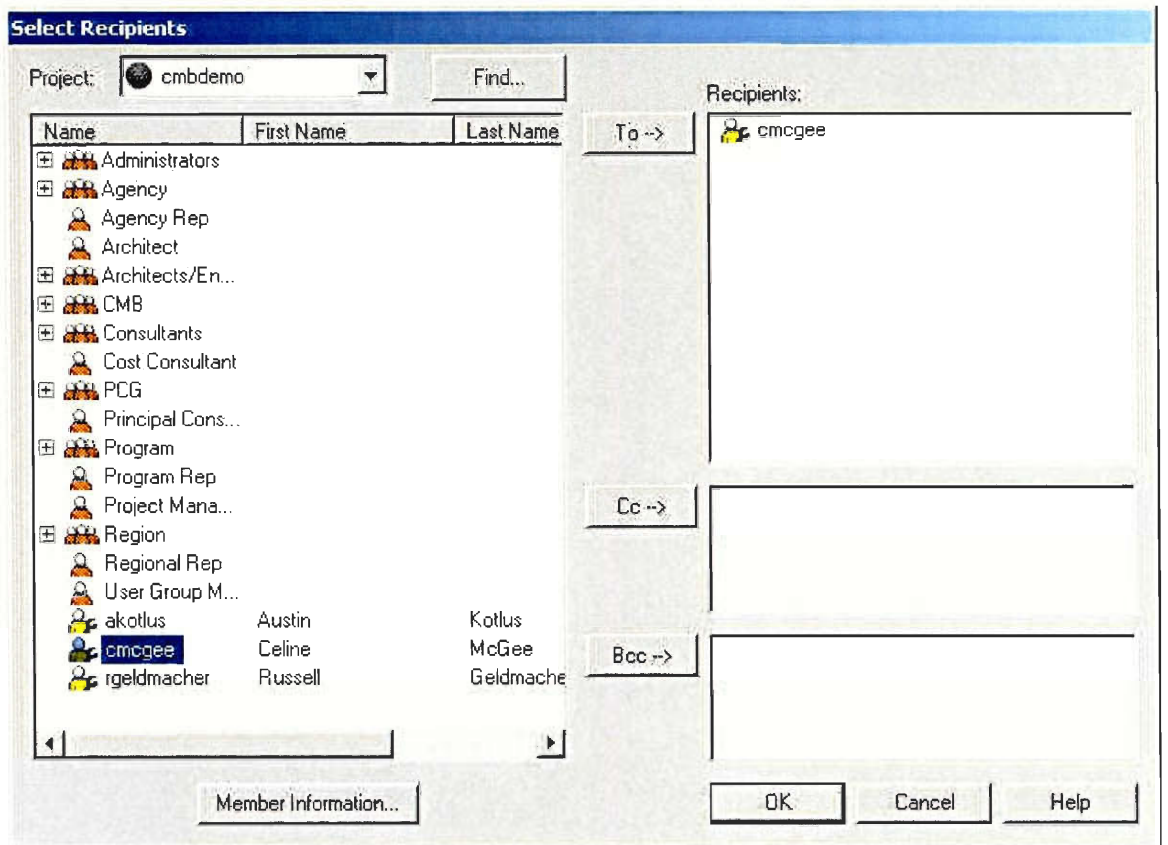 Select Recipients
Project: cmbdemo Find...
Recipients:
Name First Name Last Name To --> cmcgee
Administrators
Agency
Agency Rep
Architect
Architects/En...
CMB
Consultants
Cost Consultant
PCG
Principal Cons...
Program
Program Rep
Project Mana... Cc -->
Region
Regional Rep
User Group M...
akotlus Austin Kotlus
cmcgee Celine McGee Bcc -->
rgeldmacher Russell Geldmache
Member Information... OK Cancel Help